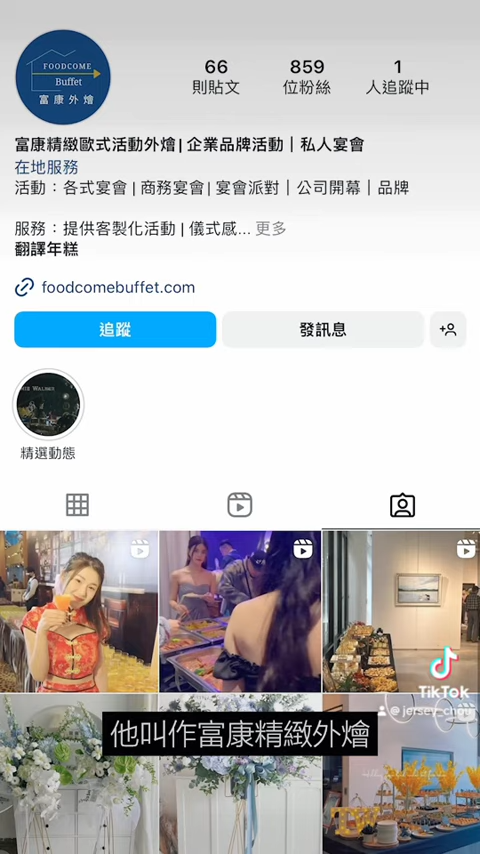 FOODCOME
Buffet
富康外燴
66
則貼文
859
位粉絲
1
人追蹤中
富康精緻歐式活動外燴| 企業品牌活動｜私人宴會
在地服務
活動：各式宴會 | 商務宴會| 宴會派對｜公司開幕｜品牌
服務：提供客製化活動 | 儀式感... 更多
翻譯年糕
foodcomebuffet.com
追蹤
發訊息
精選動態
TikTok
@jersey_chou
他叫作富康精緻外燴